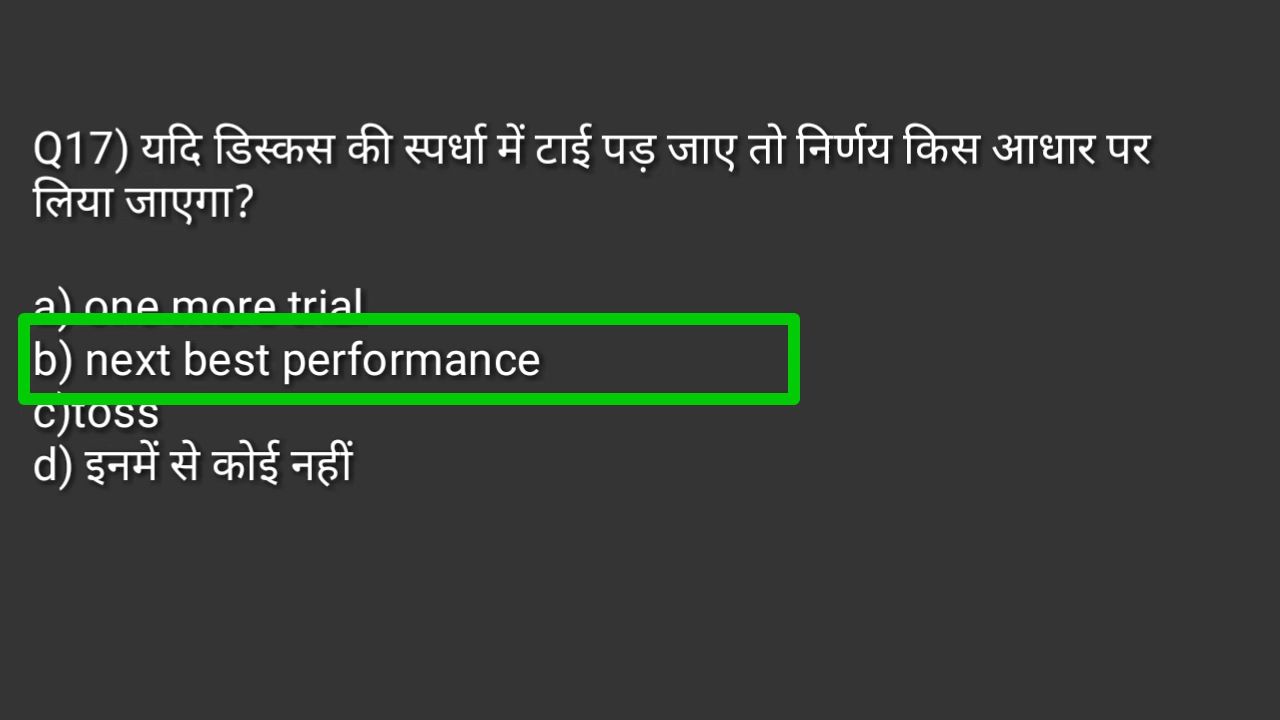 Q17) यदि डिस्कस की स्पर्धा में टाई पड़ जाए तो निर्णय किस आधार पर
लिया जाएगा?
a) one more trial
b) next best performance
c)toss
d) इनमें से कोई नहीं